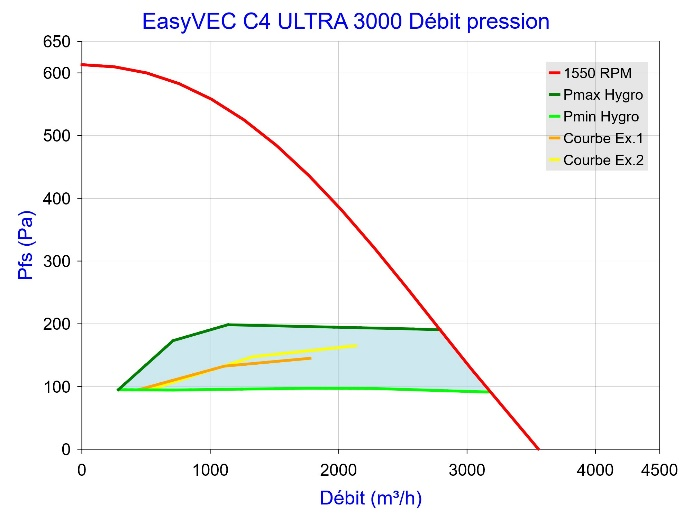 EasyVEC C4 ULTRA 3000 Débit pression
650
600
500
400
300
200
100
0
Pfs (Pa)
1550 RPM
Pmax Hygro
Pmin Hygro
Courbe Ex.1
Courbe Ex.2
0 1000 2000 3000 4000 4500
Débit (m³/h)